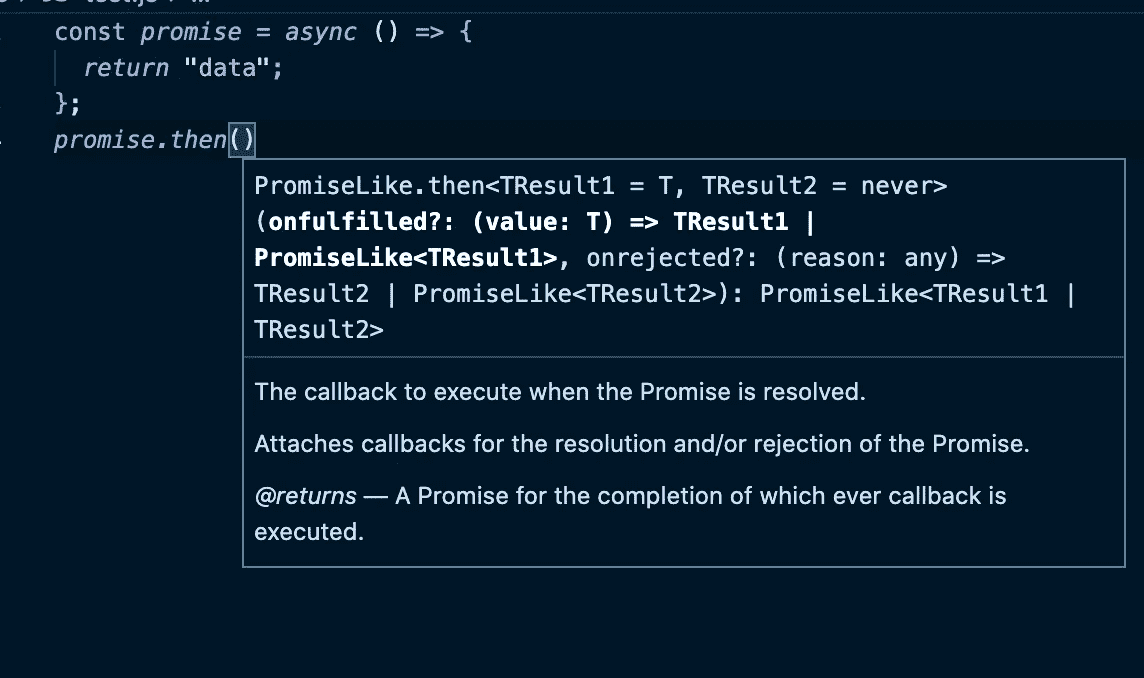 const promise = async () => {
return "data";
};
promise.then()
PromiseLike.then<TResult1 = T, TResult2 = never>
(onfulfilled?: (value: T) => TResult1 |
PromiseLike<TResult1>, onrejected?: (reason: any) =>
TResult2 | PromiseLike<TResult2>): PromiseLike<TResult1 |
TResult2>
The callback to execute when the Promise is resolved.
Attaches callbacks for the resolution and/or rejection of the Promise.
@returns — A Promise for the completion of which ever callback is
executed.